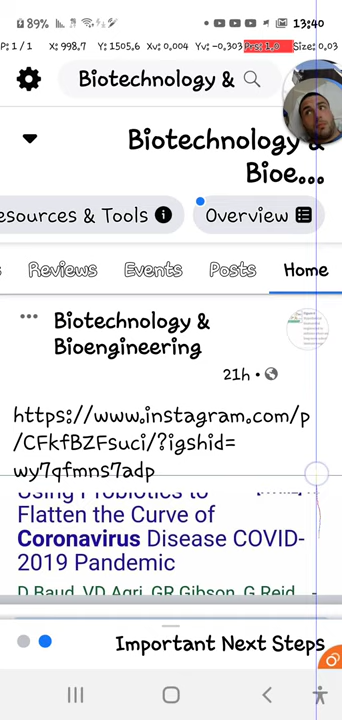 89% 13:40
P: 1 / 1 X: 998,7 Y: 1505,6 Xv: 0,004 Yv: -0,303 Prs: 1,0 Size: 0,03
Biotechnology &
Biotechnology &
Bioe...
esources & Tools Overview
Reviews Events Posts Home
Biotechnology &
Bioengineering
21h
https://www.instagram.com/p
/CFkfBZFsuci/?igshid=
wy7qfmns7adp
Using Probiotics to
Flatten the Curve of
Coronavirus Disease COVID-
2019 Pandemic
D Baud, VD Agri, GR Gibson, G Reid,
Important Next Steps